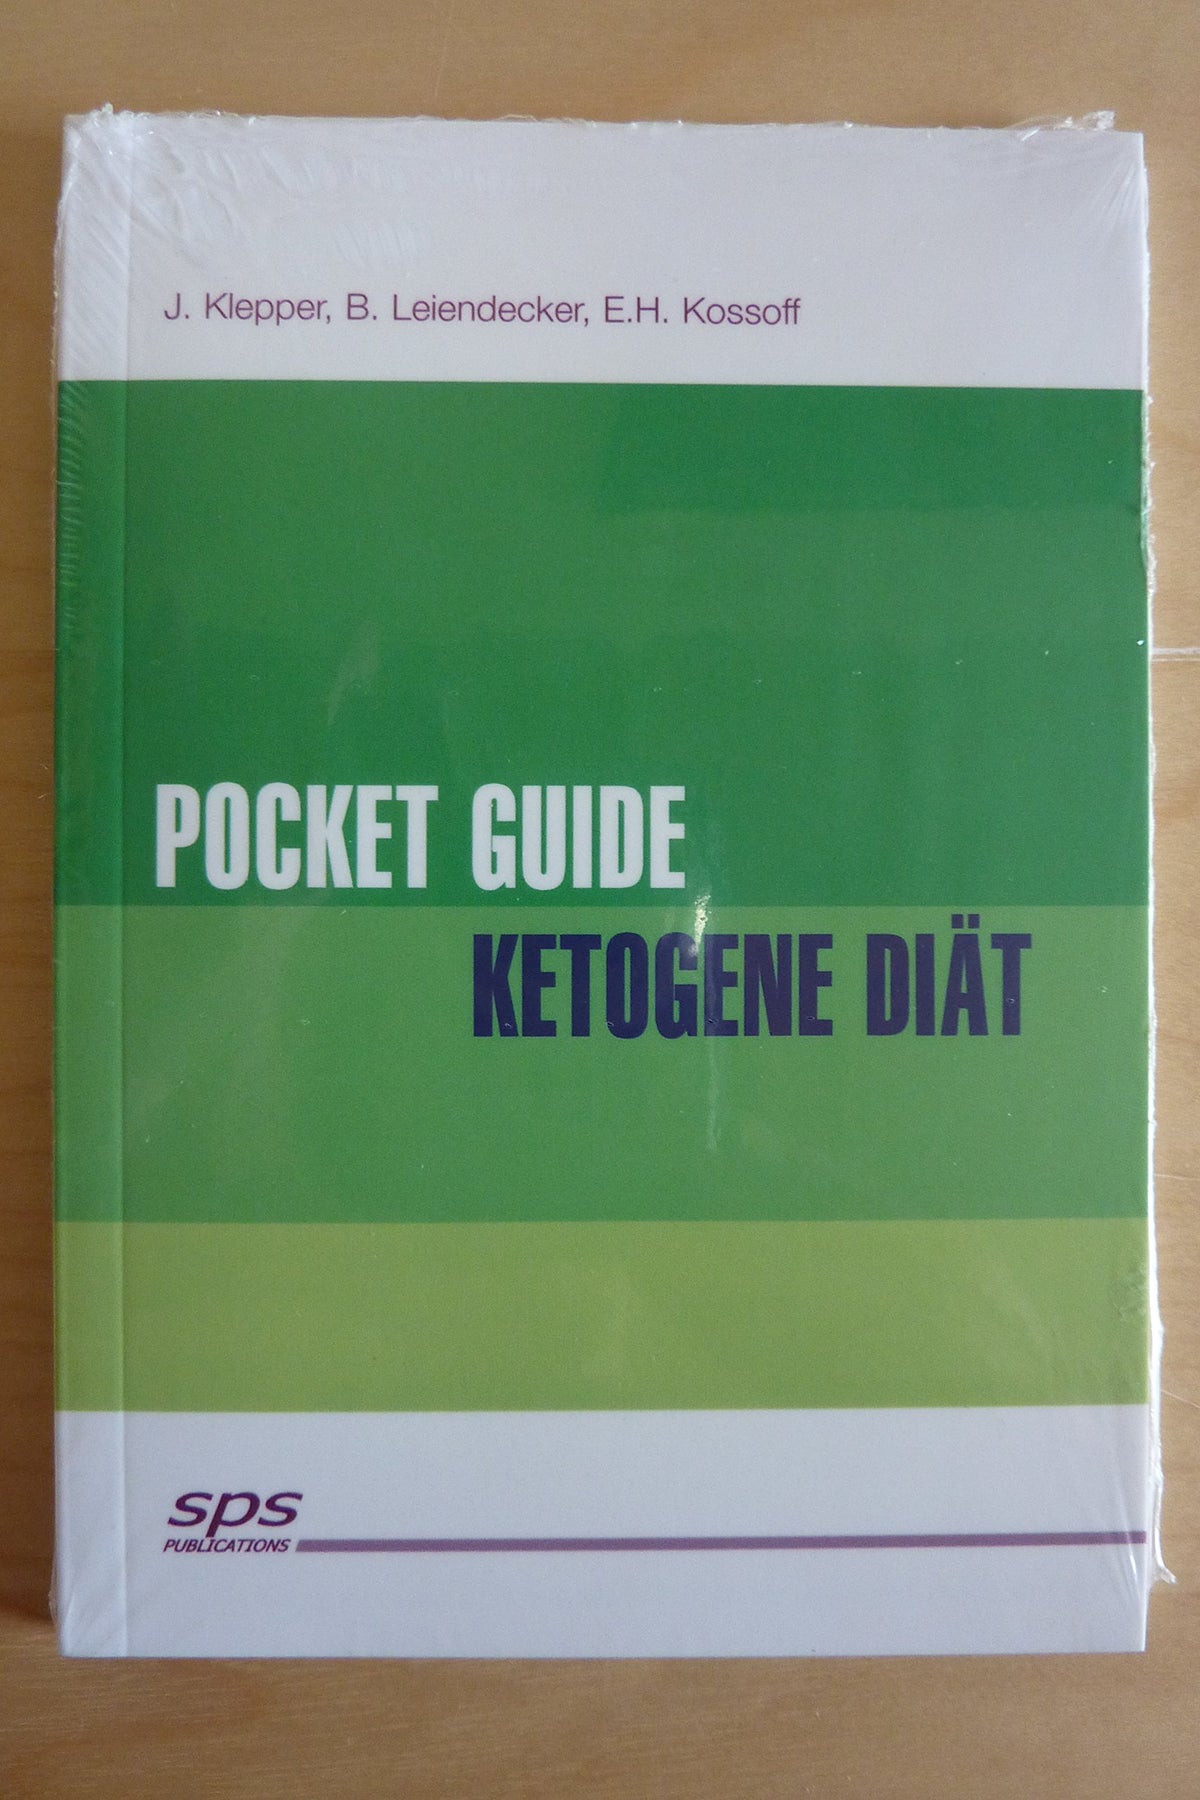 J. Klepper, B. Leiendecker, E.H. Kossoff
POCKET GUIDE
KETOGENE DIÄT
sps
PUBLICATIONS